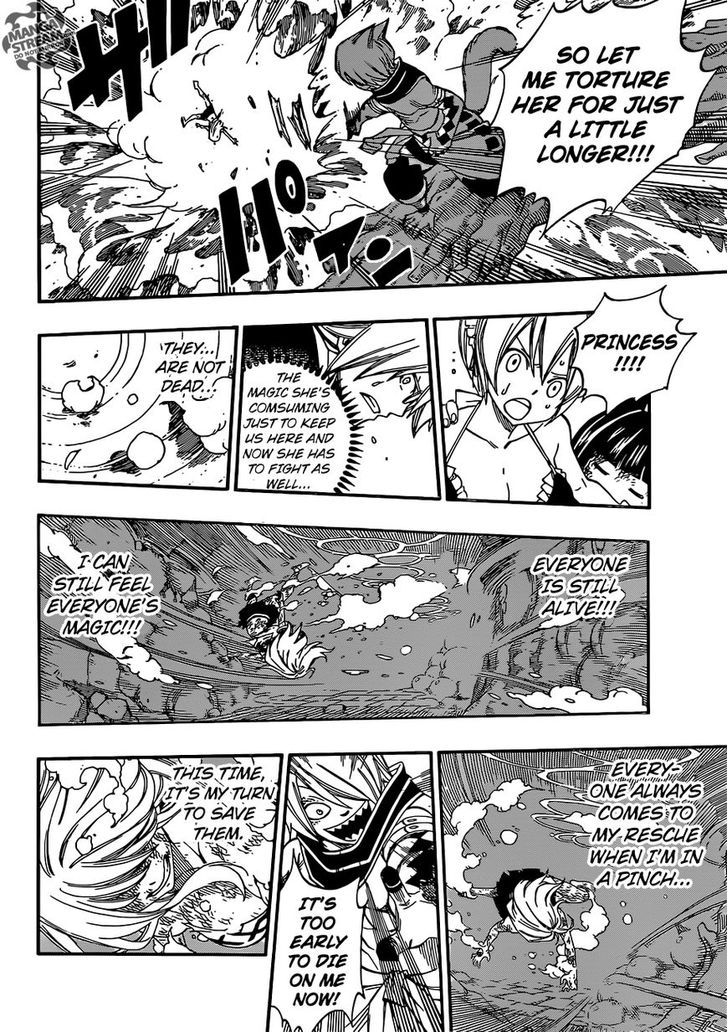 MANGA
STREAM
SO LET
ME TORTURE
HER FOR JUST
A LITTLE
LONGER!!!
PRINCESS
!!!!
THE
MAGIC SHE'S
COMSUMING
JUST TO KEEP
US HERE AND
NOW SHE HAS
TO FIGHT AS
WELL...
THEY...
ARE NOT
DEAD...
EVERYONE
IS STILL
ALIVE!!!
I CAN
STILL FEEL
EVERYONE'S
MAGIC!!!
EVERY-
ONE ALWAYS
COMES TO
MY RESCUE
WHEN I'M IN
A PINCH...
IT'S
TOO
EARLY
TO DIE
ON ME
NOW!
THIS TIME,
IT'S MY TURN
TO SAVE
THEM.